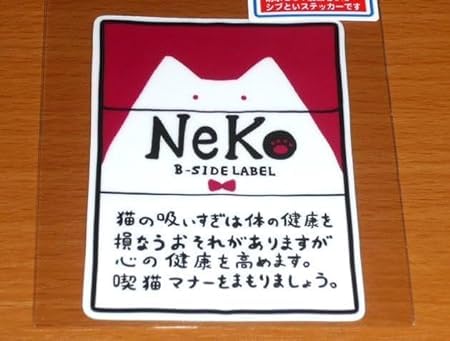 シブといステッカーです
NeKo
B-SIDE LABEL
猫の吸いすぎは体の健康を
損なうおそれがありますが
心の健康を高めます。
喫猫マナーをまもりましょう。